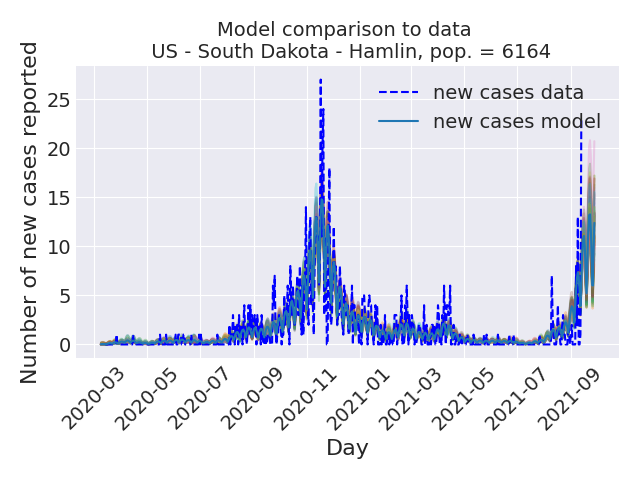 Model comparison to data
US - South Dakota - Hamlin, pop. = 6164
Number of new cases reported
25
20
15
10
5
0
new cases data
new cases model
2020-03
2020-05
2020-07
2020-09
2020-11
2021-01
2021-03
2021-05
2021-07
2021-09
Day